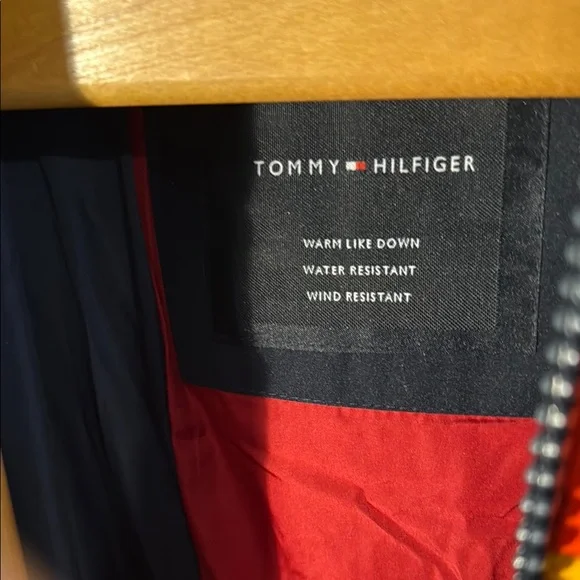 TOMMY HILFIGER
WARM LIKE DOWN
WATER RESISTANT
WIND RESISTANT